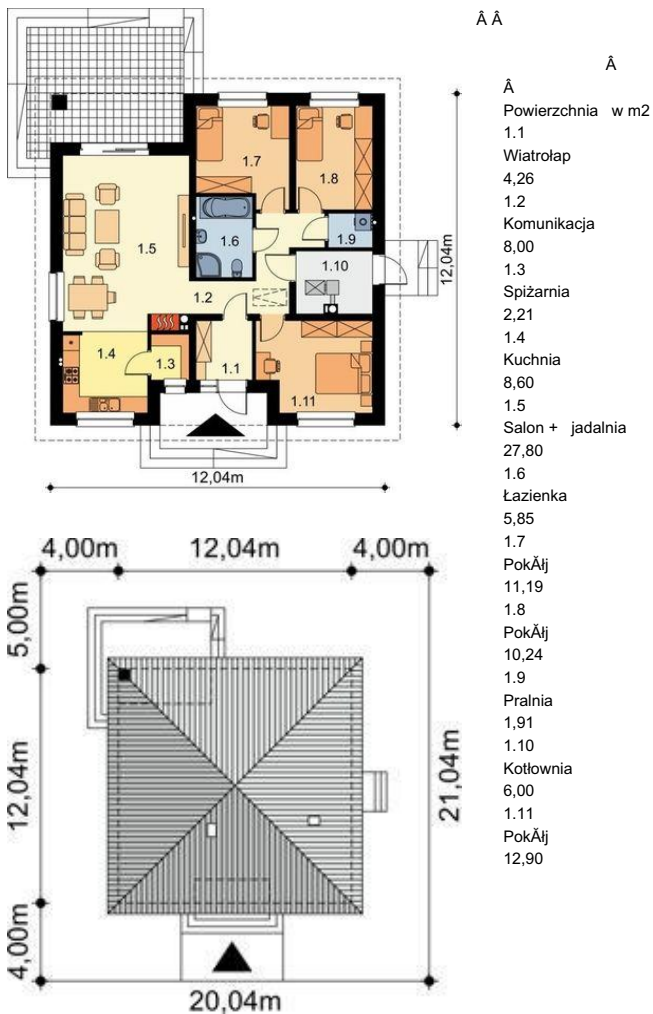 1.7
1.8
1.5
1.6
1.9
1.10
1.2
1.4
1.3
1.1
1.11
12,04m
12,04m
4,00m 12,04m 4,00m
5,00m
12,04m
4,00m
21,04m
20,04m
Â Â
Â
Â
Powierzchnia w m2
1.1
Wiatrołap
4,26
1.2
Komunikacja
8,00
1.3
Spiżarnia
2,21
1.4
Kuchnia
8,60
1.5
Salon + jadalnia
27,80
1.6
Łazienka
5,85
1.7
PokĂłj
11,19
1.8
PokĂłj
10,24
1.9
Pralnia
1,91
1.10
Kotłownia
6,00
1.11
PokĂłj
12,90